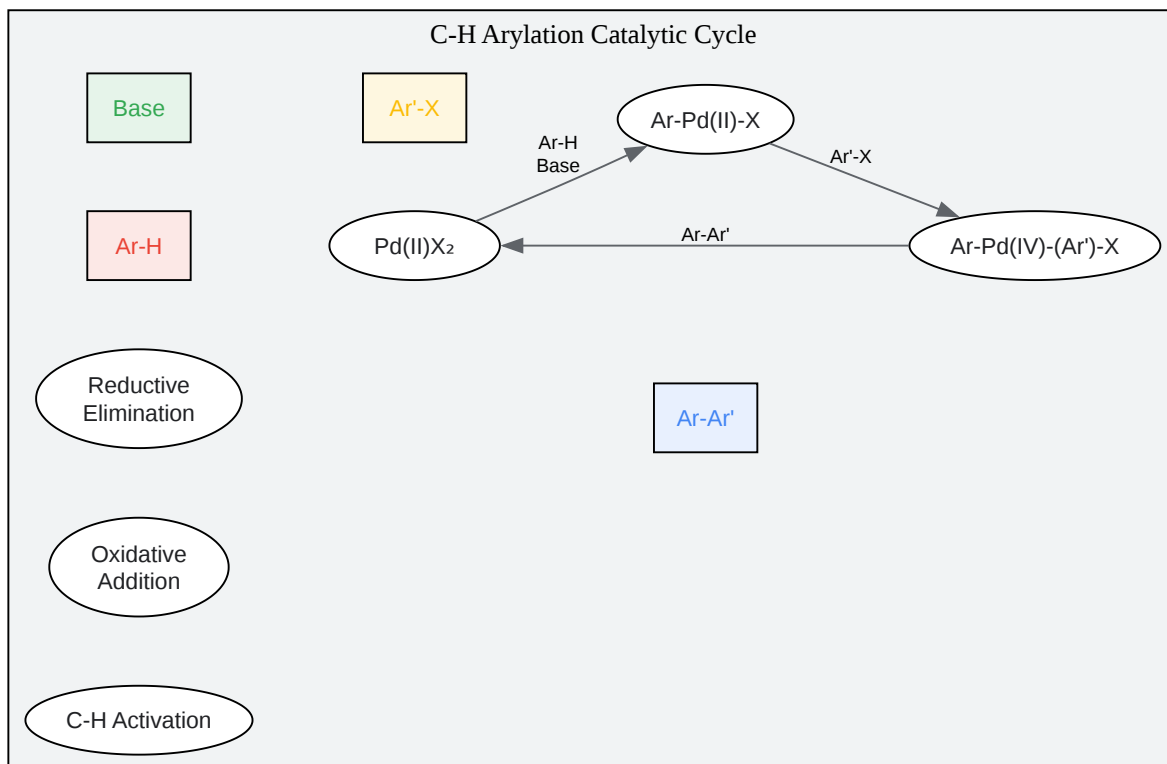 C-H Arylation Catalytic Cycle
Base
Ar'-X
Ar-Pd(II)-X
Ar-H
Base
Ar'-X
Ar-H
Pd(II)X₂
Ar-Ar'
Ar-Pd(IV)-(Ar')-X
Reductive
Elimination
Ar-Ar'
Oxidative
Addition
C-H Activation